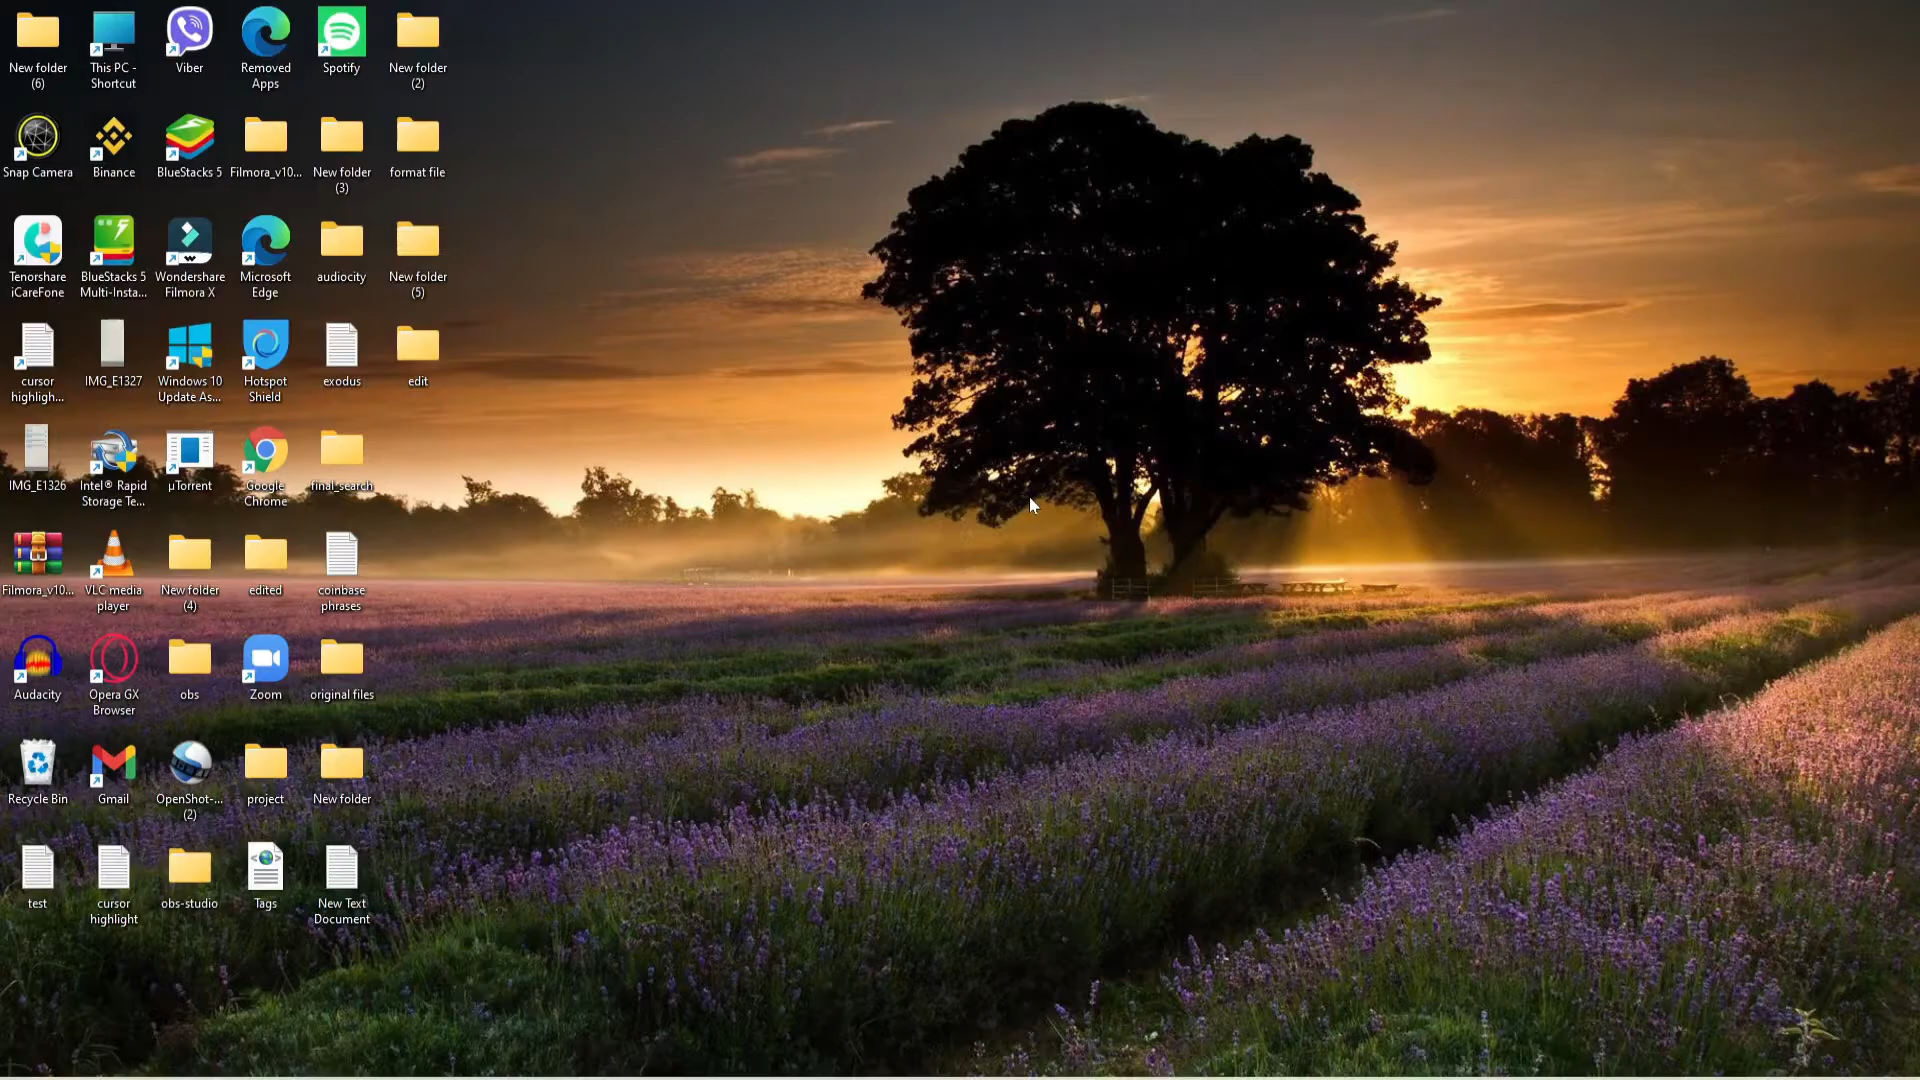 New folder
(6)
This PC -
Shortcut
Viber
Removed
Apps
Spotify
New folder
(2)
Snap Camera
Binance
BlueStacks 5
Filmora_v10...
New folder
(3)
format file
Tenorshare
iCareFone
BlueStacks 5
Multi-Insta...
Wondershare
Filmora X
Microsoft
Edge
audiocity
New folder
(5)
cursor
highligh...
IMG_E1327
Windows 10
Update As...
Hotspot
Shield
exodus
edit
IMG_E1326
Intel® Rapid
Storage Te...
µTorrent
Google
Chrome
final_search
Filmora_v10...
VLC media
player
New folder
(4)
edited
coinbase
phrases
Audacity
Opera GX
Browser
obs
Zoom
original files
Recycle Bin
Gmail
OpenShot-...
(2)
project
New folder
test
cursor
highlight
obs-studio
Tags
New Text
Document